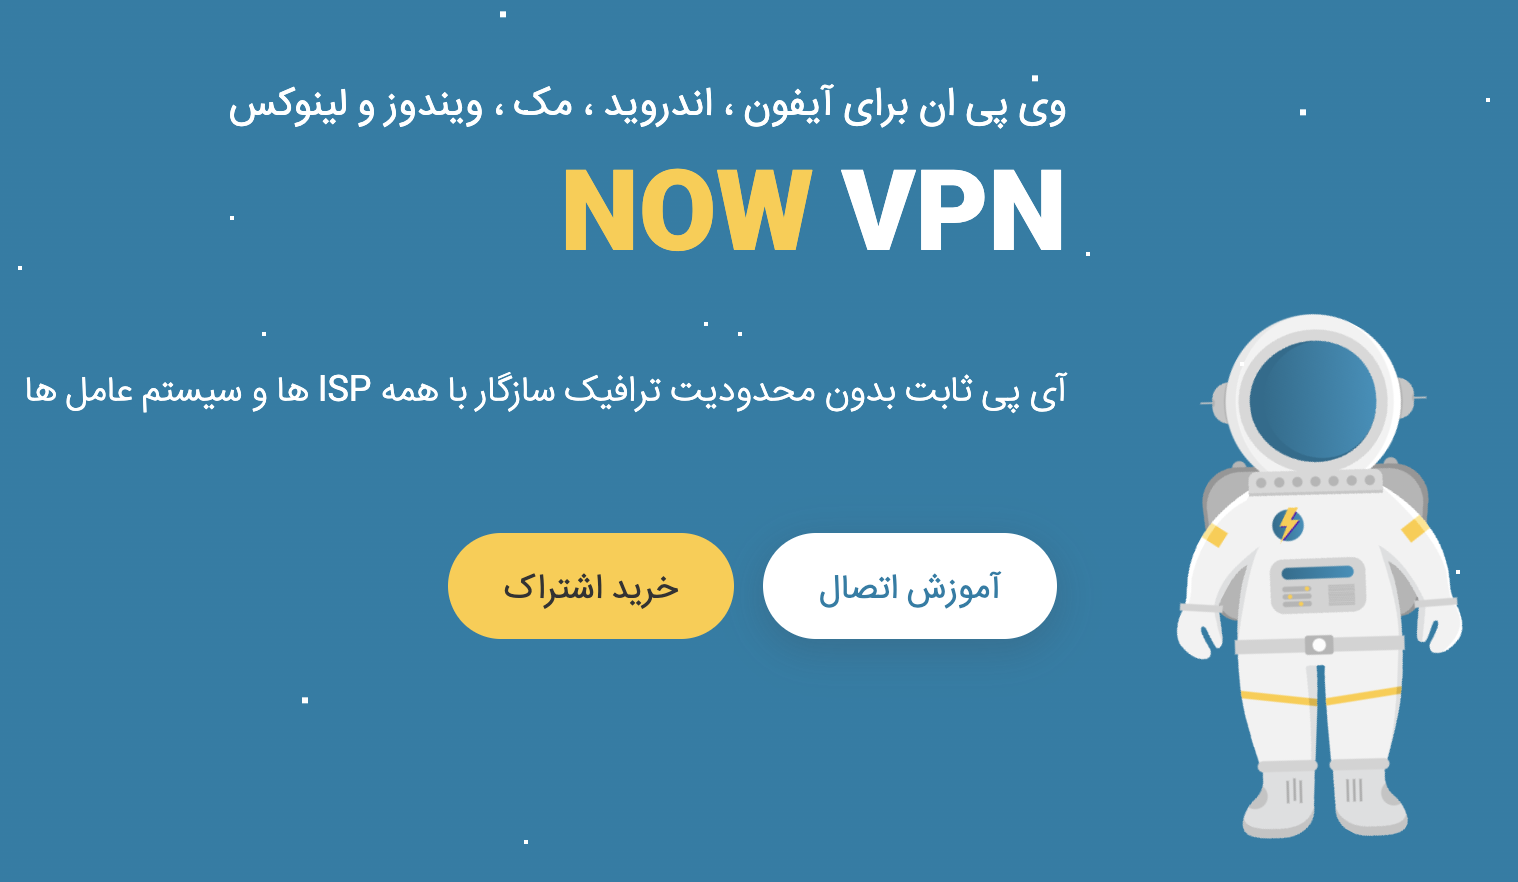 وی پی ان برای آیفون ، اندروید ، مک ، ویندوز و لینوکس
NOW VPN
آی پی ثابت بدون محدودیت ترافیک سازگار با همه ISP ها و سیستم عامل ها
آموزش اتصال
خرید اشتراک